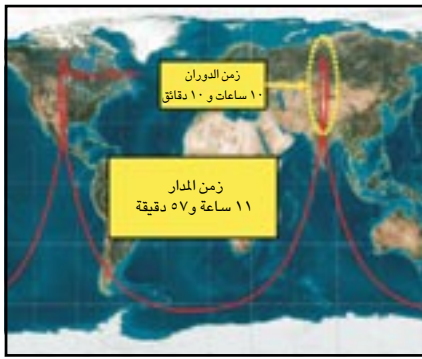 زمن الدوران
١٠ ساعات و ١٠ دقائق
زمن المدار
١١ ساعة و٥٧ دقيقة